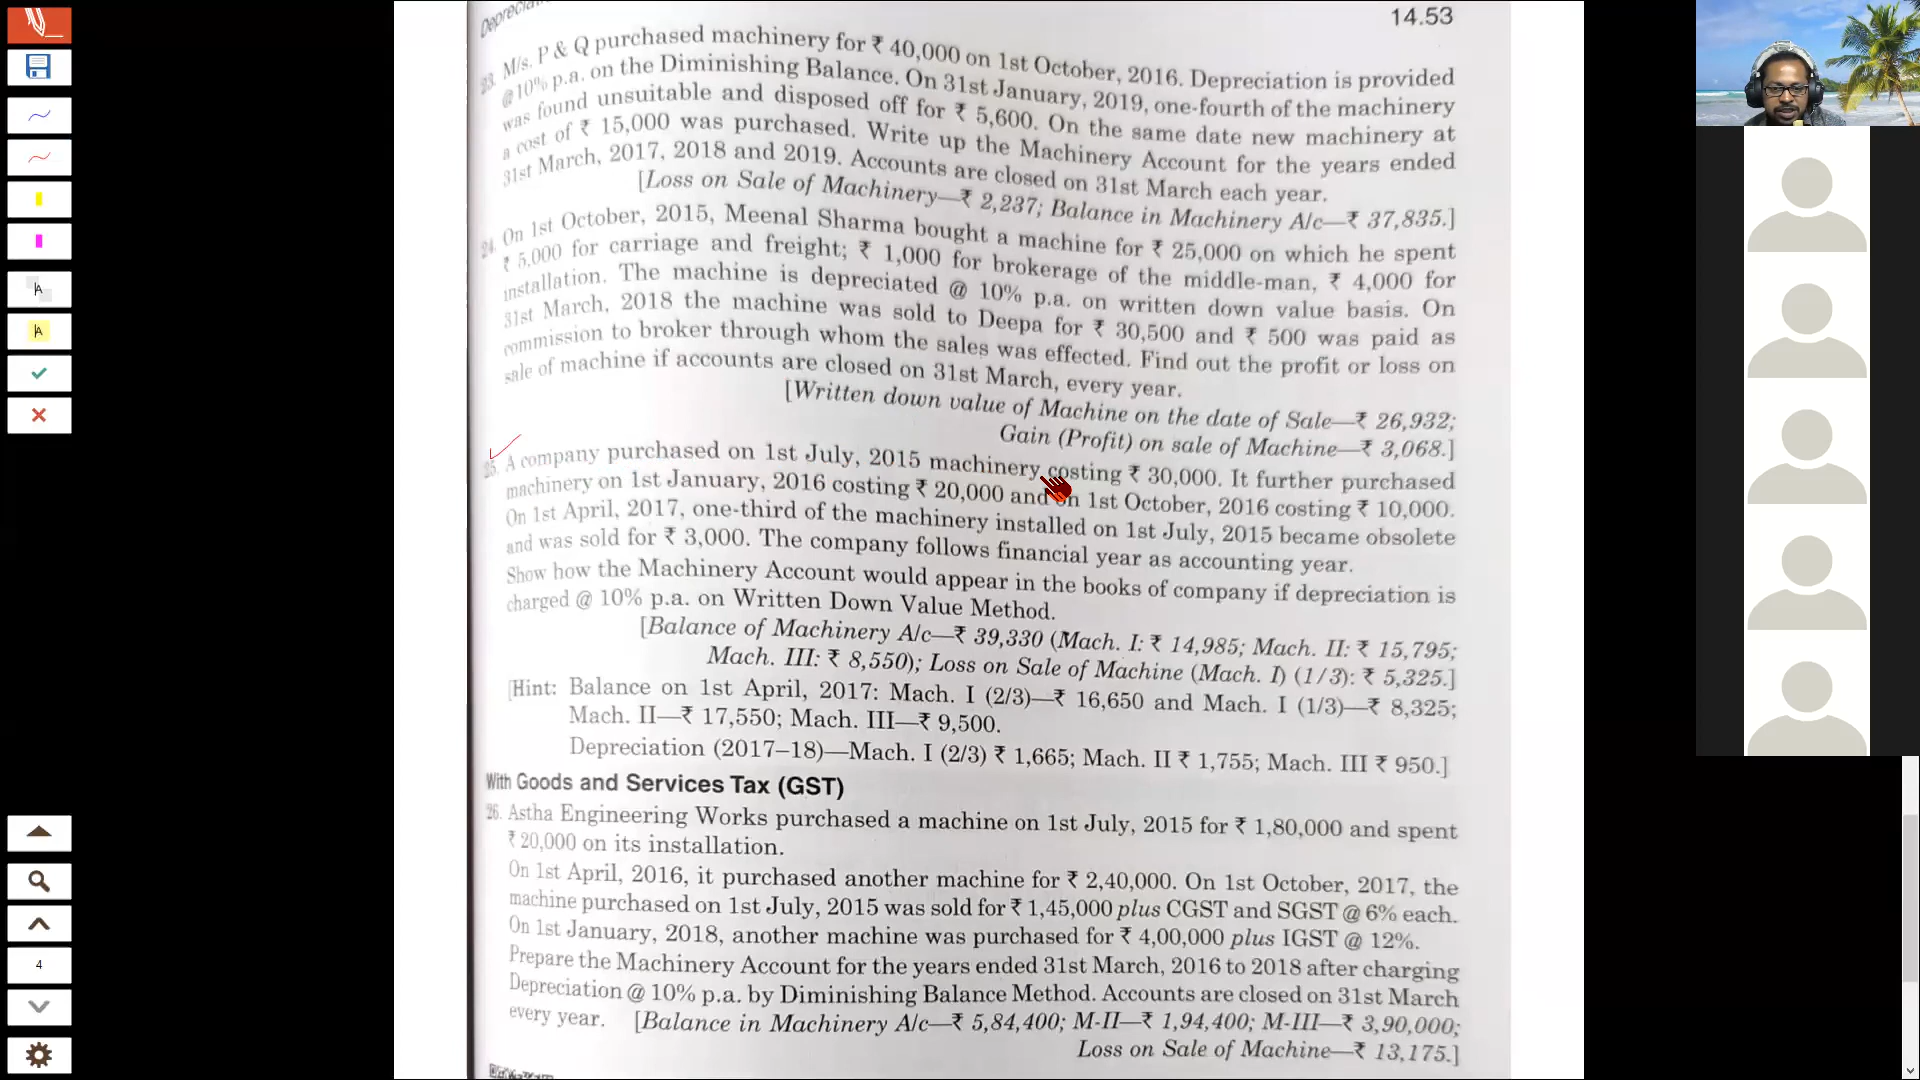 14.53
23. M/s. P & Q purchased machinery for ₹ 40,000 on 1st October, 2016. Depreciation is provided
@10% p.a. on the Diminishing Balance. On 31st January, 2019, one-fourth of the machinery
was found unsuitable and disposed off for ₹ 5,600. On the same date new machinery at
a cost of ₹ 15,000 was purchased. Write up the Machinery Account for the years ended
31st March, 2017, 2018 and 2019. Accounts are closed on 31st March each year.
[Loss on Sale of Machinery—₹ 2,237; Balance in Machinery A/c—₹ 37,835.]
24. On 1st October, 2015, Meenal Sharma bought a machine for ₹ 25,000 on which he spent
₹ 5,000 for carriage and freight; ₹ 1,000 for brokerage of the middle-man, ₹ 4,000 for
installation. The machine is depreciated @ 10% p.a. on written down value basis. On
31st March, 2018 the machine was sold to Deepa for ₹ 30,500 and ₹ 500 was paid as
commission to broker through whom the sales was effected. Find out the profit or loss on
sale of machine if accounts are closed on 31st March, every year.
[Written down value of Machine on the date of Sale—₹ 26,932;
Gain (Profit) on sale of Machine—₹ 3,068.]
25. A company purchased on 1st July, 2015 machinery costing ₹ 30,000. It further purchased
machinery on 1st January, 2016 costing ₹ 20,000 and on 1st October, 2016 costing ₹ 10,000.
On 1st April, 2017, one-third of the machinery installed on 1st July, 2015 became obsolete
and was sold for ₹ 3,000. The company follows financial year as accounting year.
Show how the Machinery Account would appear in the books of company if depreciation is
charged @ 10% p.a. on Written Down Value Method.
[Balance of Machinery A/c—₹ 39,330 (Mach. I: ₹ 14,985; Mach. II: ₹ 15,795;
Mach. III: ₹ 8,550); Loss on Sale of Machine (Mach. I) (1/3): ₹ 5,325.]
[Hint: Balance on 1st April, 2017: Mach. I (2/3)—₹ 16,650 and Mach. I (1/3)—₹ 8,325;
Mach. II—₹ 17,550; Mach. III—₹ 9,500.
Depreciation (2017–18)—Mach. I (2/3) ₹ 1,665; Mach. II ₹ 1,755; Mach. III ₹ 950.]
With Goods and Services Tax (GST)
26. Astha Engineering Works purchased a machine on 1st July, 2015 for ₹ 1,80,000 and spent
₹ 20,000 on its installation.
On 1st April, 2016, it purchased another machine for ₹ 2,40,000. On 1st October, 2017, the
machine purchased on 1st July, 2015 was sold for ₹ 1,45,000 plus CGST and SGST @ 6% each.
On 1st January, 2018, another machine was purchased for ₹ 4,00,000 plus IGST @ 12%.
Prepare the Machinery Account for the years ended 31st March, 2016 to 2018 after charging
Depreciation @ 10% p.a. by Diminishing Balance Method. Accounts are closed on 31st March
every year. [Balance in Machinery A/c—₹ 5,84,400; M-II—₹ 1,94,400; M-III—₹ 3,90,000;
Loss on Sale of Machine—₹ 13,175.]
A
A
4